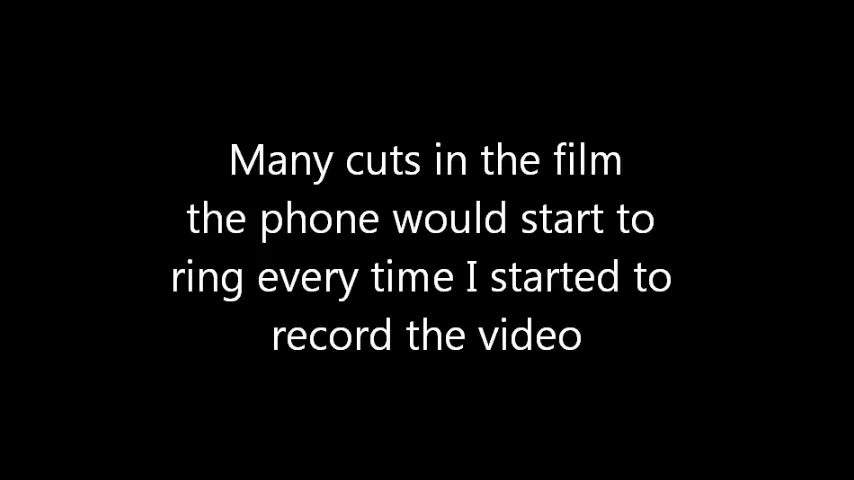 Many cuts in the film
the phone would start to
ring every time I started to
record the video